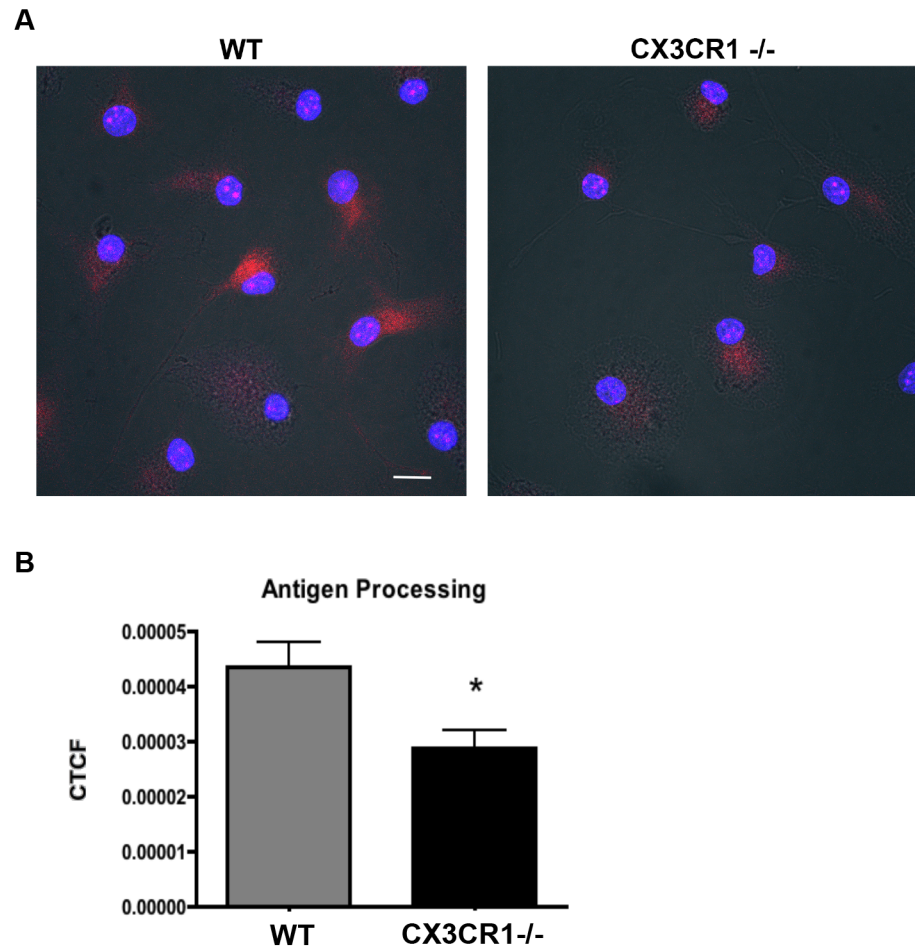 A
WT
CX3CR1 -/-
B
Antigen Processing
0.00005
0.00004
0.00003
0.00002
0.00001
0.00000
CTCF
*
WT
CX3CR1-/-